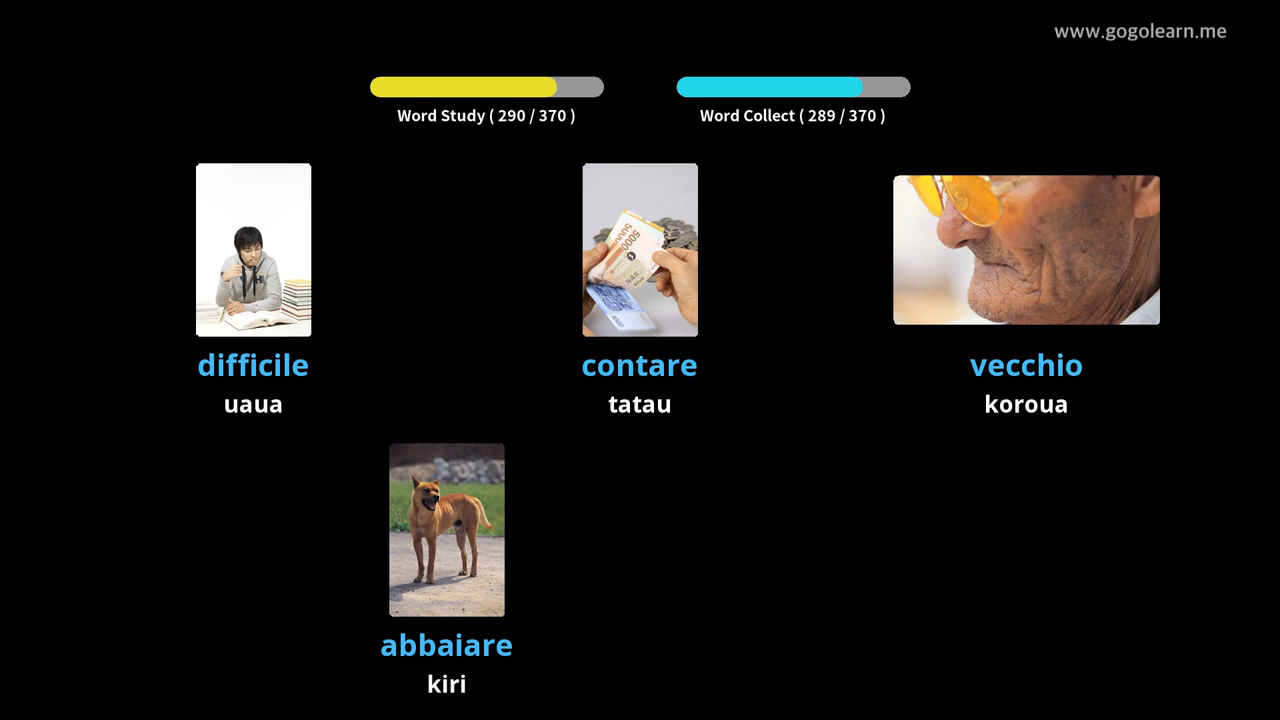 www.gogolearn.me
Word Study ( 290 / 370 )
Word Collect ( 289 / 370 )
difficile
uaua
contare
tatau
vecchio
koroua
abbaiare
kiri